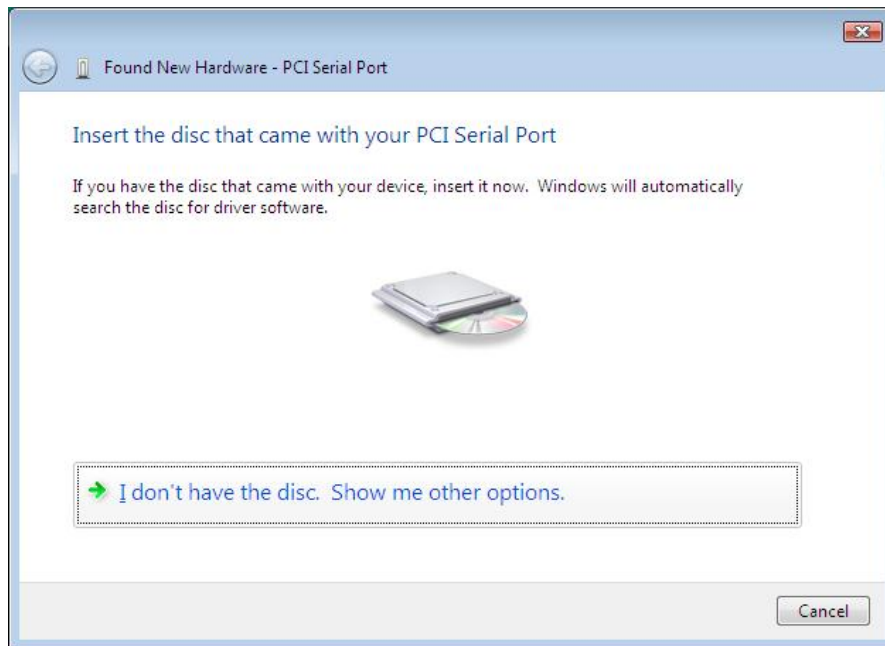 Found New Hardware - PCI Serial Port
Insert the disc that came with your PCI Serial Port
If you have the disc that came with your device, insert it now.  Windows will automatically
search the disc for driver software.
I don't have the disc.  Show me other options.
Cancel